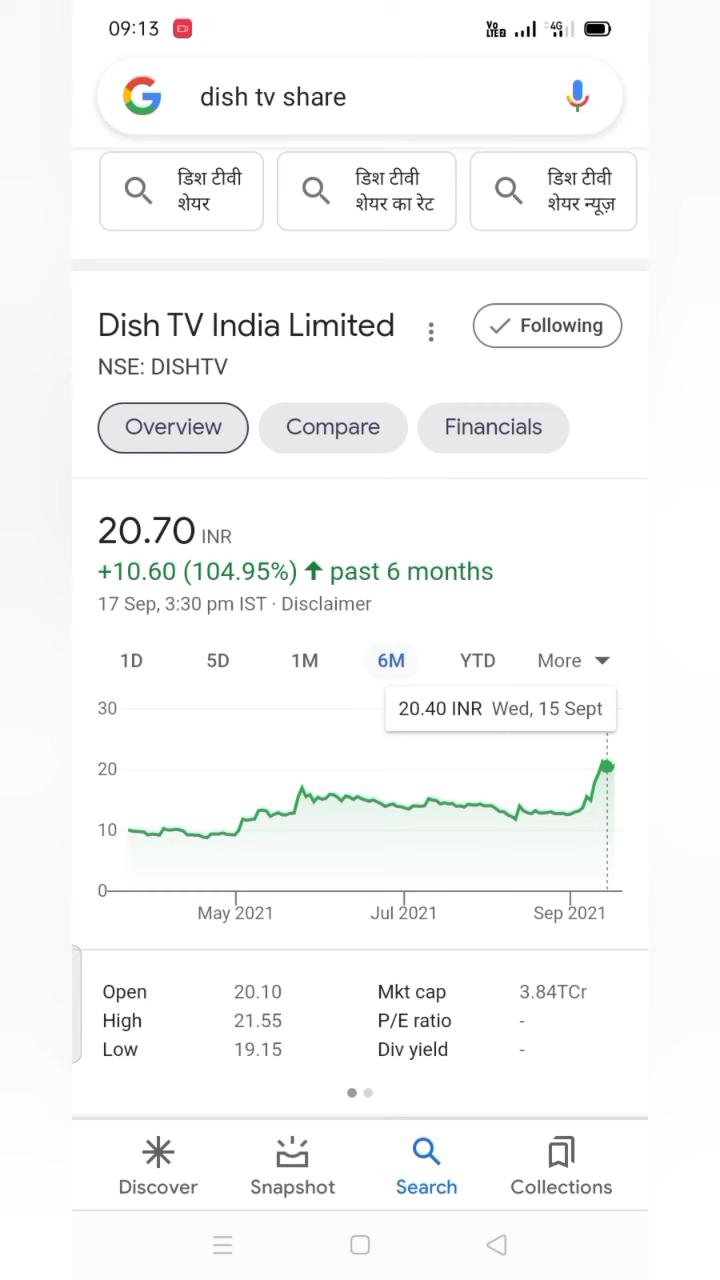 09:13
Vo LTE2 4G
dish tv share
डिश टीवी शेयर
डिश टीवी शेयर का रेट
डिश टीवी शेयर न्यूज़
Dish TV India Limited
Following
NSE: DISHTV
Overview Compare Financials
20.70 INR
+10.60 (104.95%) ↑ past 6 months
17 Sep, 3:30 pm IST · Disclaimer
1D 5D 1M 6M YTD More
20.40 INR Wed, 15 Sept
30
20
10
0
May 2021 Jul 2021 Sep 2021
Open 20.10 Mkt cap 3.84TCr
High 21.55 P/E ratio -
Low 19.15 Div yield -
Discover Snapshot Search Collections